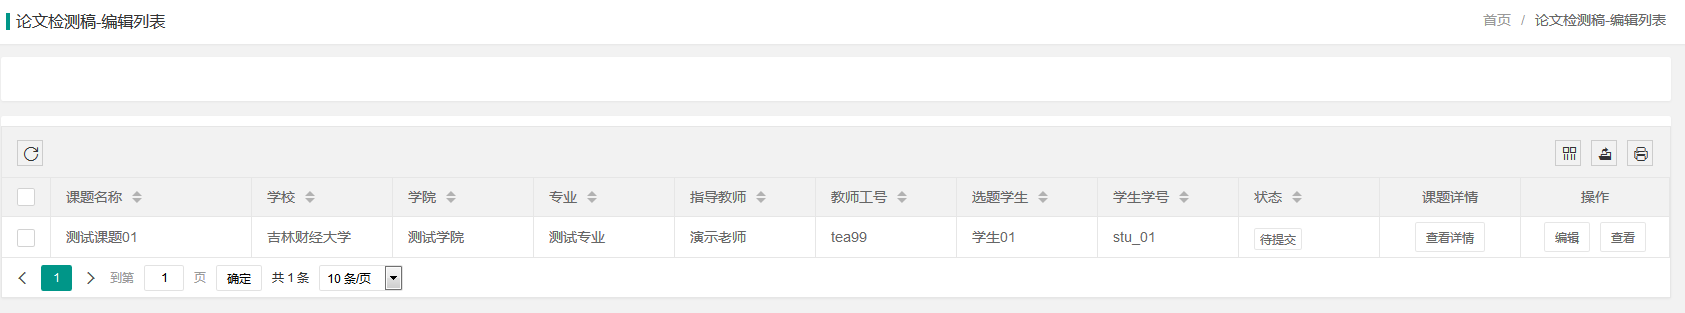 论文检测稿-编辑列表
首页 / 论文检测稿-编辑列表
课题名称 学校 学院 专业 指导教师 教师工号 选题学生 学生学号 状态 课题详情 操作
测试课题01 吉林财经大学 测试学院 测试专业 演示老师 tea99 学生01 stu_01 待提交 查看详情 编辑 查看
1 到第 1 页 确定 共 1 条 10 条/页